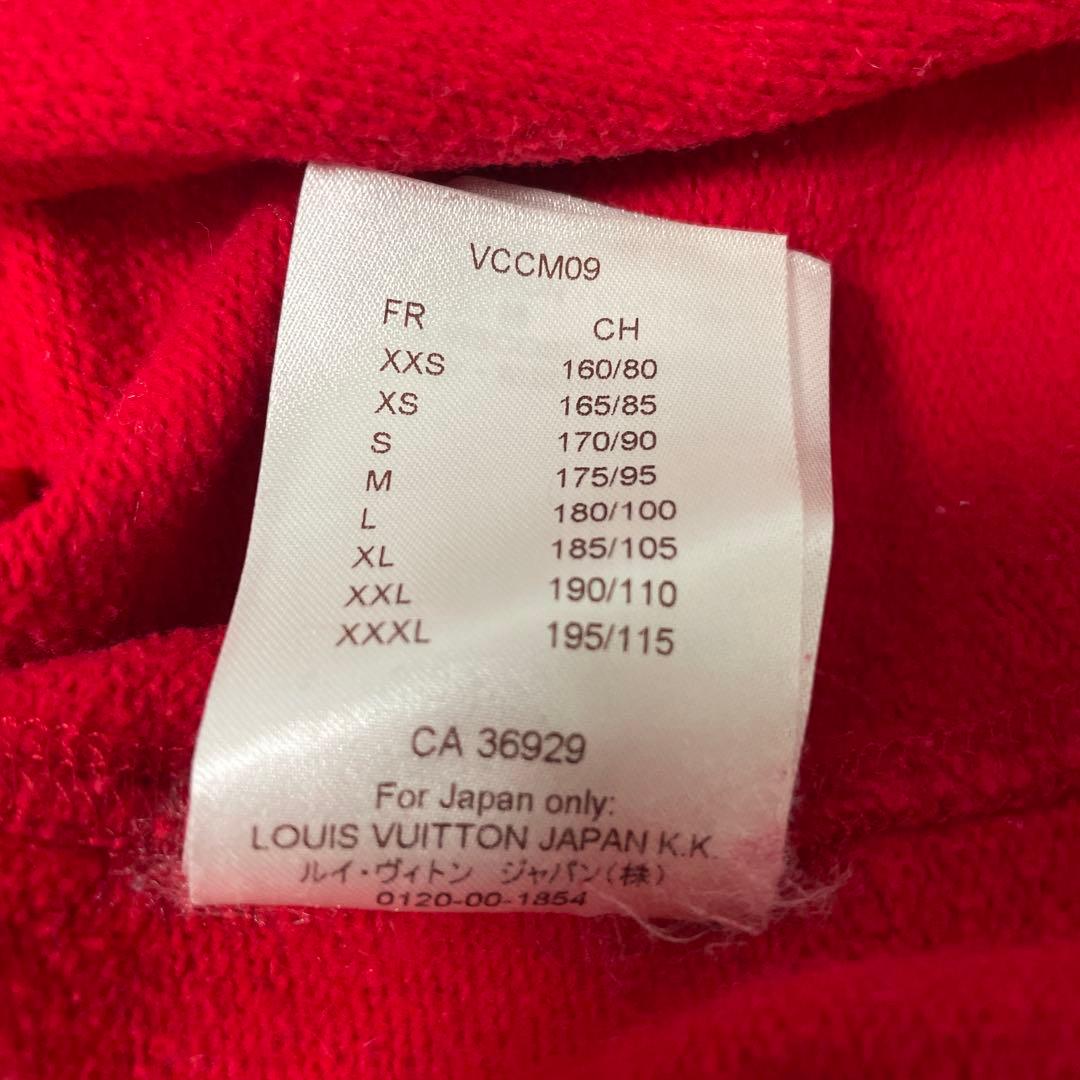 VCCM09
FR CH
XXS 160/80
XS 165/85
S 170/90
M 175/95
L 180/100
XL 185/105
XXL 190/110
XXXL 195/115
CA 36929
For Japan only:
LOUIS VUITTON JAPAN K.K.
ルイ・ヴィトン ジャパン(様)
0120-00-1854